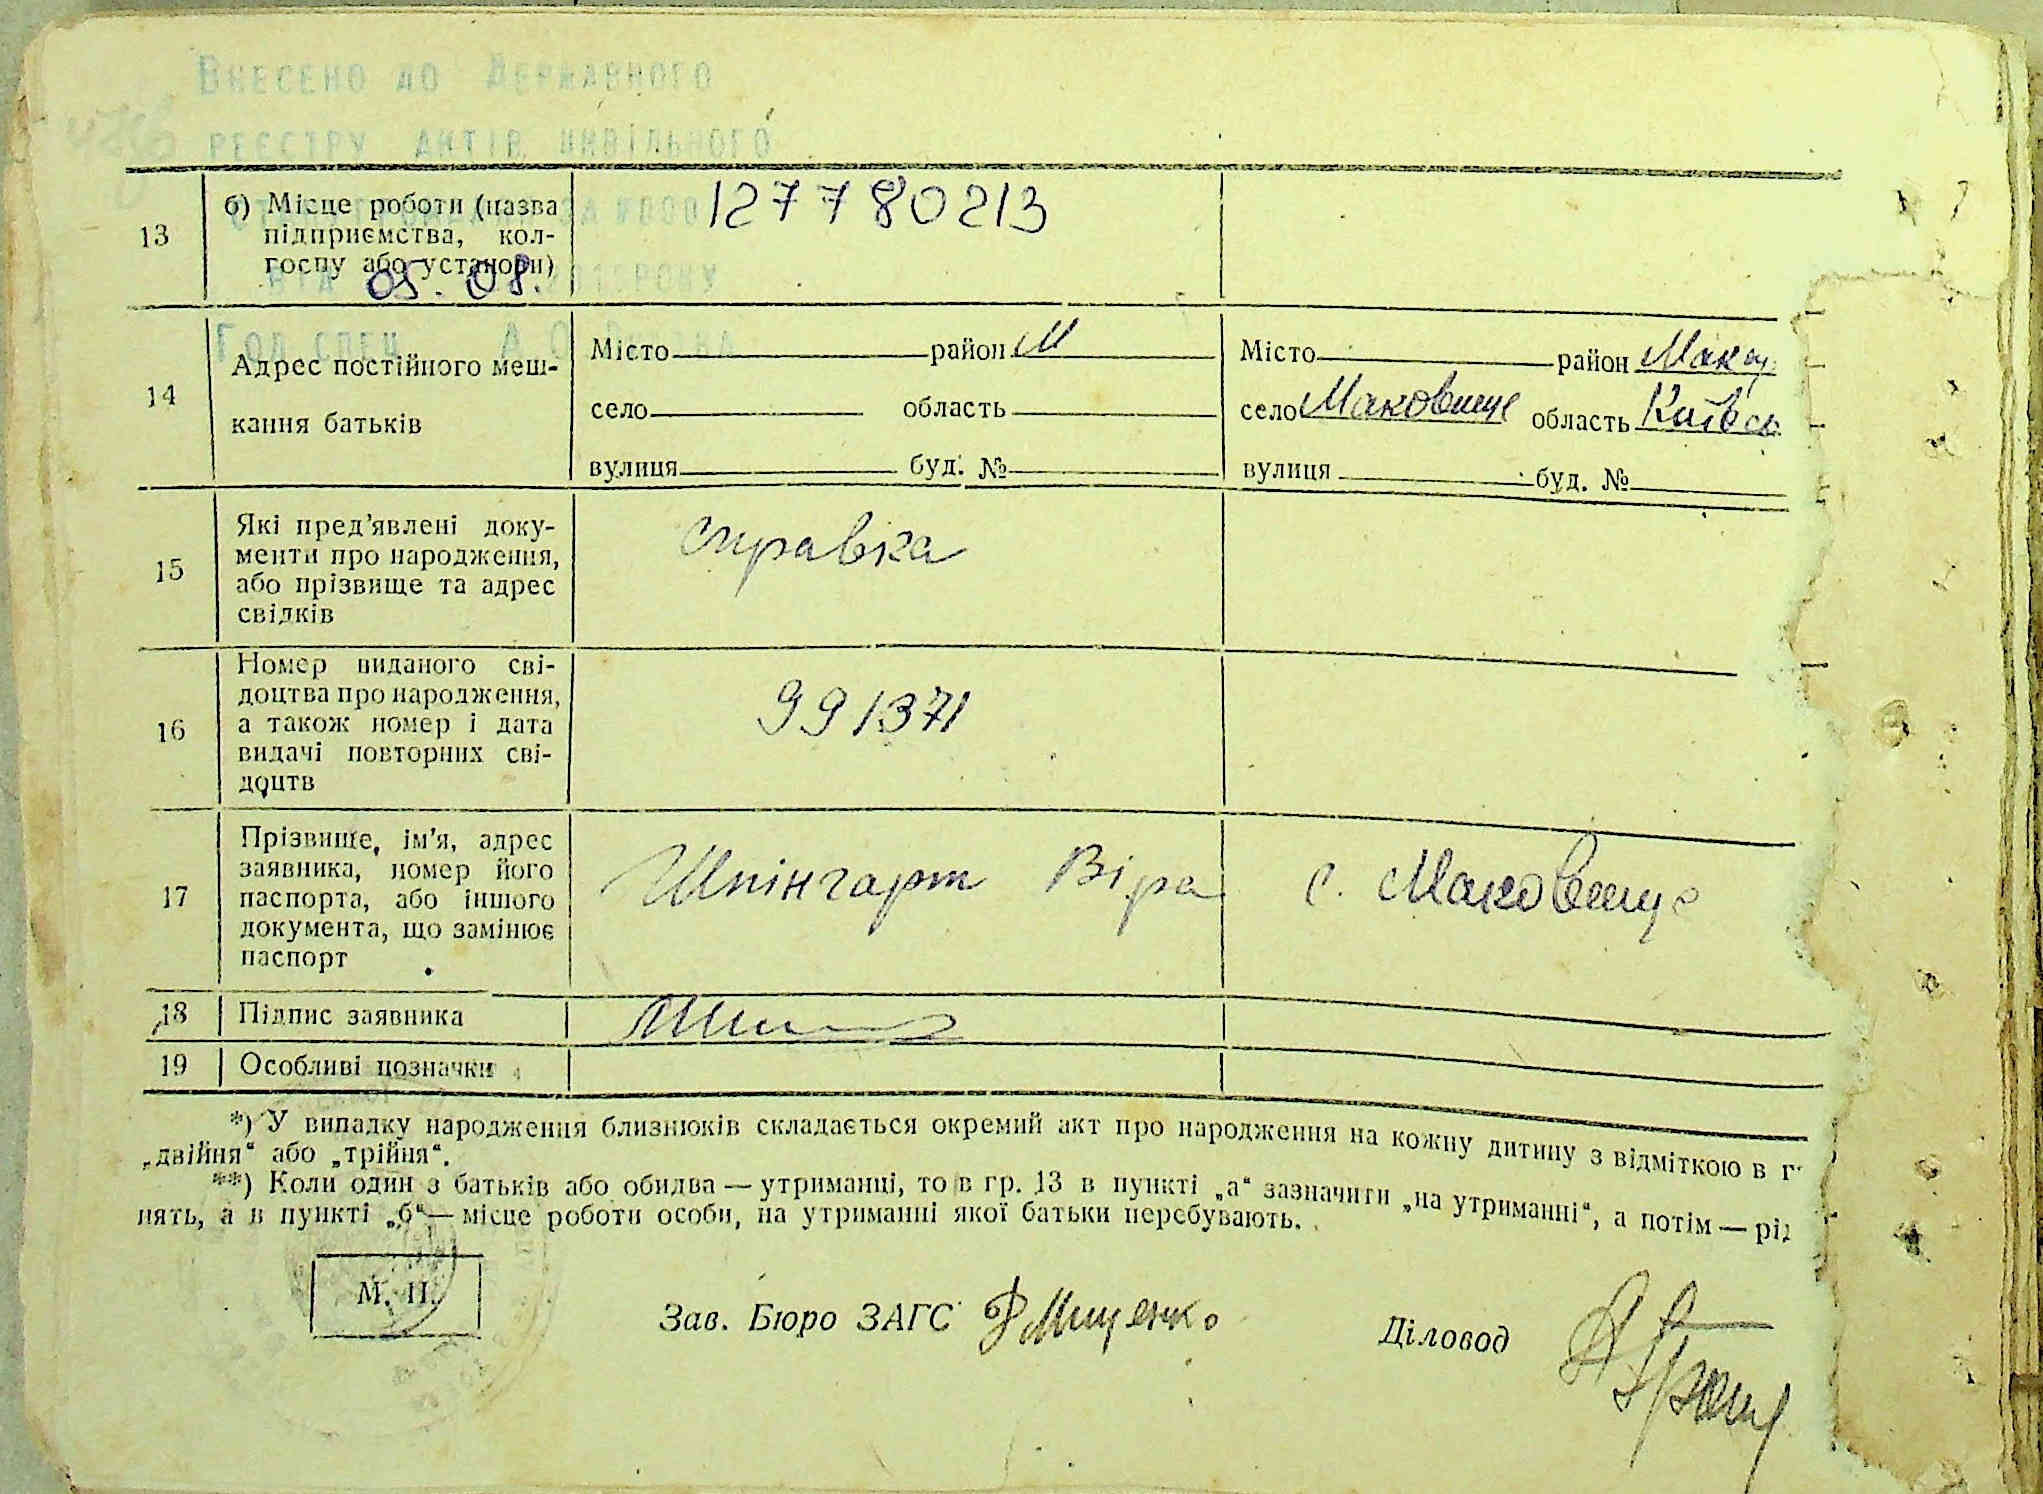 Внесено до Державного
реєстру актів цивільного
127780213
13
б) Місце роботи (назва
підприємства, кол-
госпу або установи)
05. 08.
року
14
Адрес постійного меш-
кання батьків
Місто район М
село область
вулиця буд. №
Місто район Макар
село Маковище область Київсь
вулиця буд. №
15
Які пред'явлені доку-
менти про народження,
або прізвище та адрес
свідків
справка
16
Номер виданого сві-
доцтва про народження,
а також номер і дата
видачі повторних сві-
доцтв
991371
17
Прізвище, ім'я, адрес
заявника, номер його
паспорта, або іншого
документа, що замінює
паспорт
Шпінгарт Віра с. Маковище
18
Підпис заявника
19
Особливі позначки
*) У випадку народження близнюків складається окремий акт про народження на кожну дитину з відміткою в г
„двійня“ або „трійня“.
**) Коли один з батьків або обидва — утриманці, то в гр. 13 в пункті „а“ зазначити „на утриманні“, а потім — рід
нять, а в пункті „б“ — місце роботи особи, на утриманні якої батьки перебувають.
М. П.
Зав. Бюро ЗАГС Мищенко
Діловод